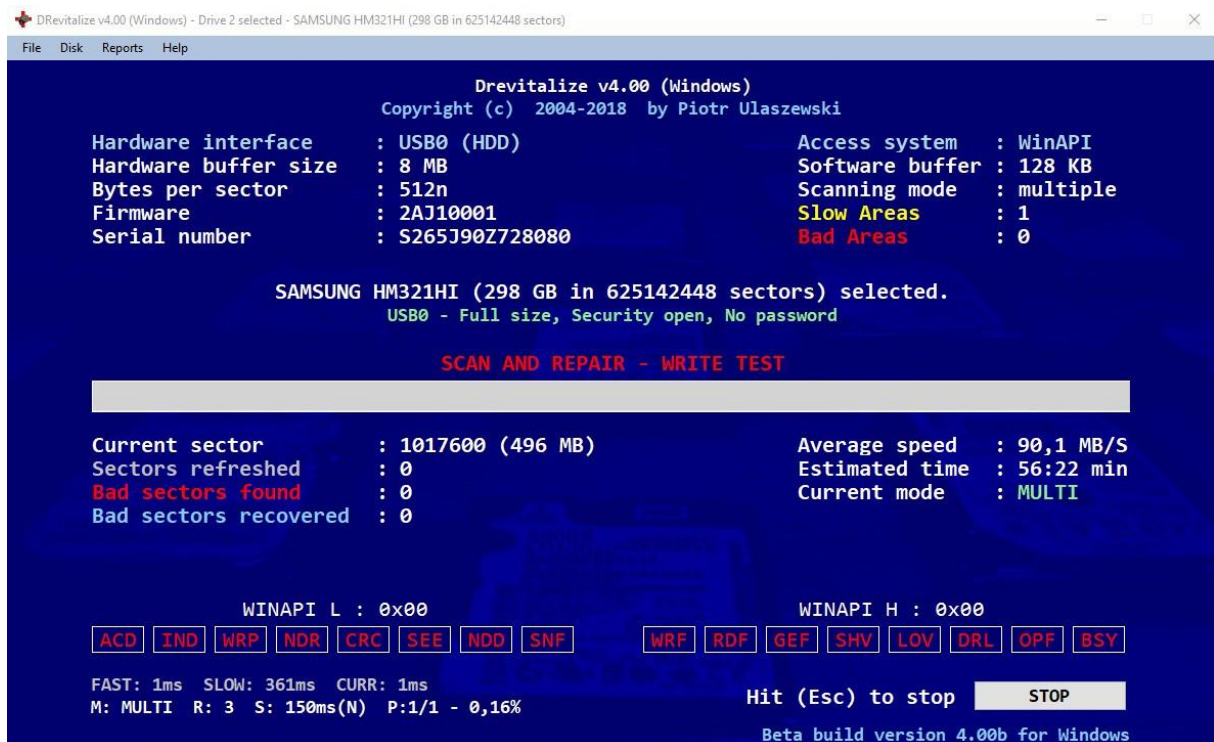 DRevitalize v4.00 (Windows) - Drive 2 selected - SAMSUNG HM321HI (298 GB in 625142448 sectors)
File Disk Reports Help
Drevitalize v4.00 (Windows)
Copyright (c) 2004-2018 by Piotr Ulaszewski
Hardware interface : USB0 (HDD) Access system : WinAPI
Hardware buffer size : 8 MB Software buffer : 128 KB
Bytes per sector : 512n Scanning mode : multiple
Firmware : 2AJ10001 Slow Areas : 1
Serial number : S265J90Z728080 Bad Areas : 0
SAMSUNG HM321HI (298 GB in 625142448 sectors) selected.
USB0 - Full size, Security open, No password
SCAN AND REPAIR - WRITE TEST
Current sector : 1017600 (496 MB) Average speed : 90,1 MB/S
Sectors refreshed : 0 Estimated time : 56:22 min
Bad sectors found : 0 Current mode : MULTI
Bad sectors recovered : 0
WINAPI L : 0x00 WINAPI H : 0x00
ACD IND WRP NDR CRC SEE NDD SNF WRF RDF GEF SHV LOV DRL OPF BSY
FAST: 1ms SLOW: 361ms CURR: 1ms
M: MULTI R: 3 S: 150ms(N) P:1/1 - 0,16% Hit (Esc) to stop STOP
Beta build version 4.00b for Windows